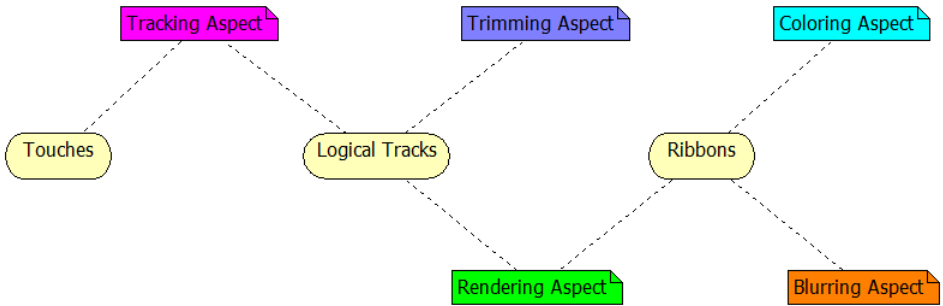 Tracking Aspect
Trimming Aspect
Coloring Aspect
Touches
Logical Tracks
Ribbons
Rendering Aspect
Blurring Aspect